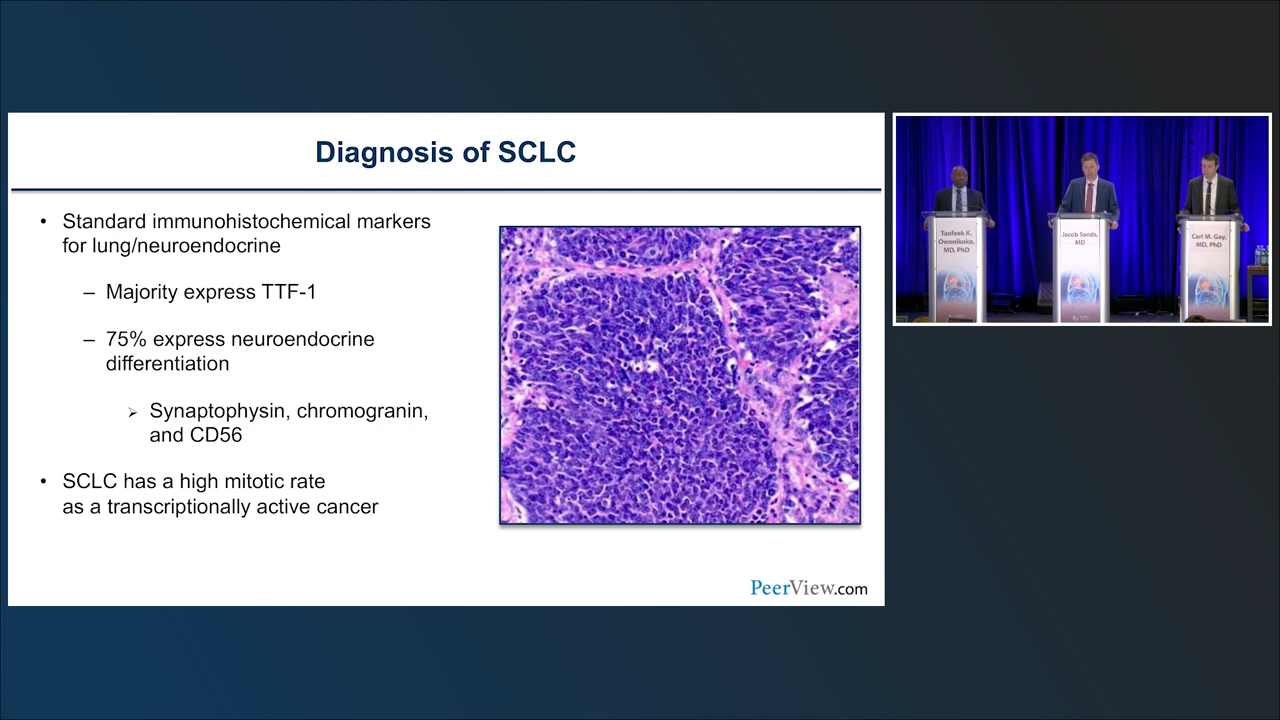 Diagnosis of SCLC
• Standard immunohistochemical markers
for lung/neuroendocrine
– Majority express TTF-1
– 75% express neuroendocrine
differentiation
➢ Synaptophysin, chromogranin,
and CD56
• SCLC has a high mitotic rate
as a transcriptionally active cancer
PeerView.com
Taofeek K.
Owonikoko,
MD, PhD
Jacob Sands,
MD
Carl M. Gay,
MD, PhD